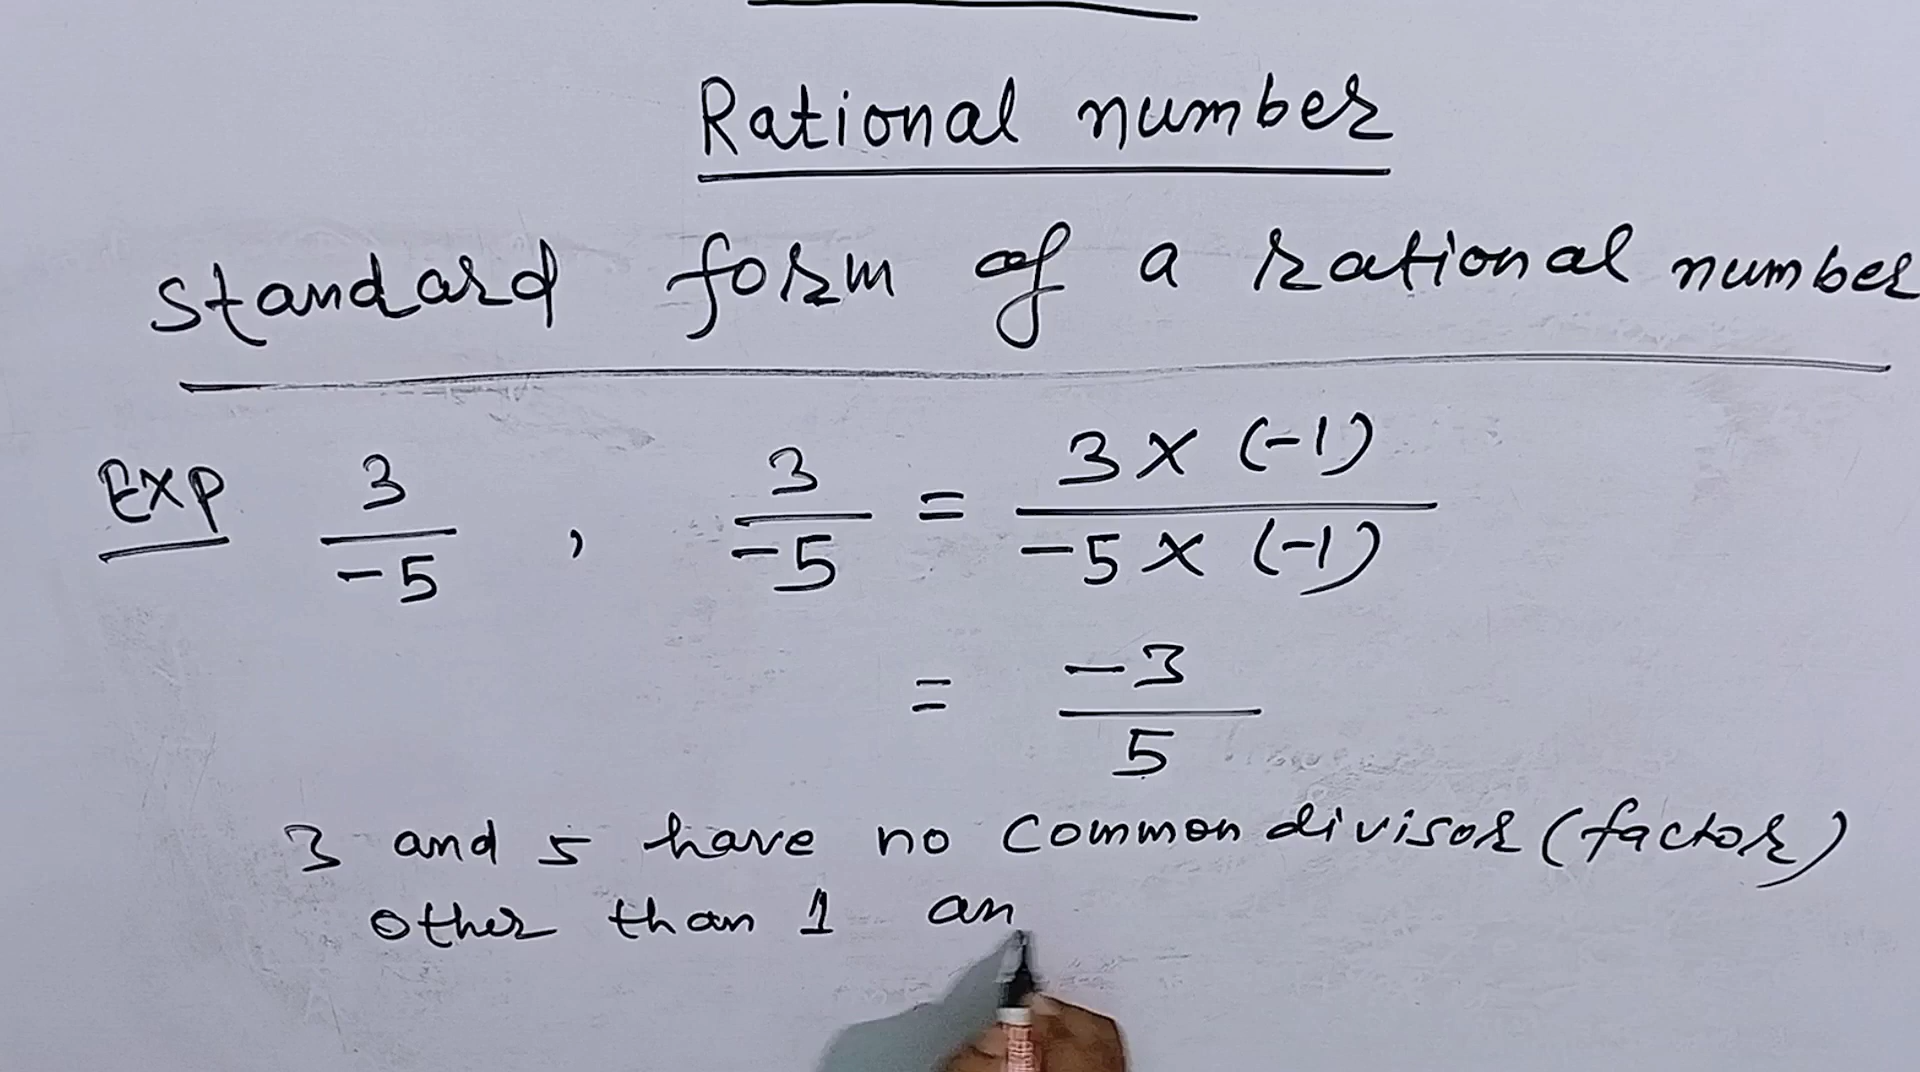 Rational number
standard form of a rational number
Exp 3/-5 , 3/-5 = 3 × (-1)/-5 × (-1)
= -3/5
3 and 5 have no common divisor (factor)
other than 1 an